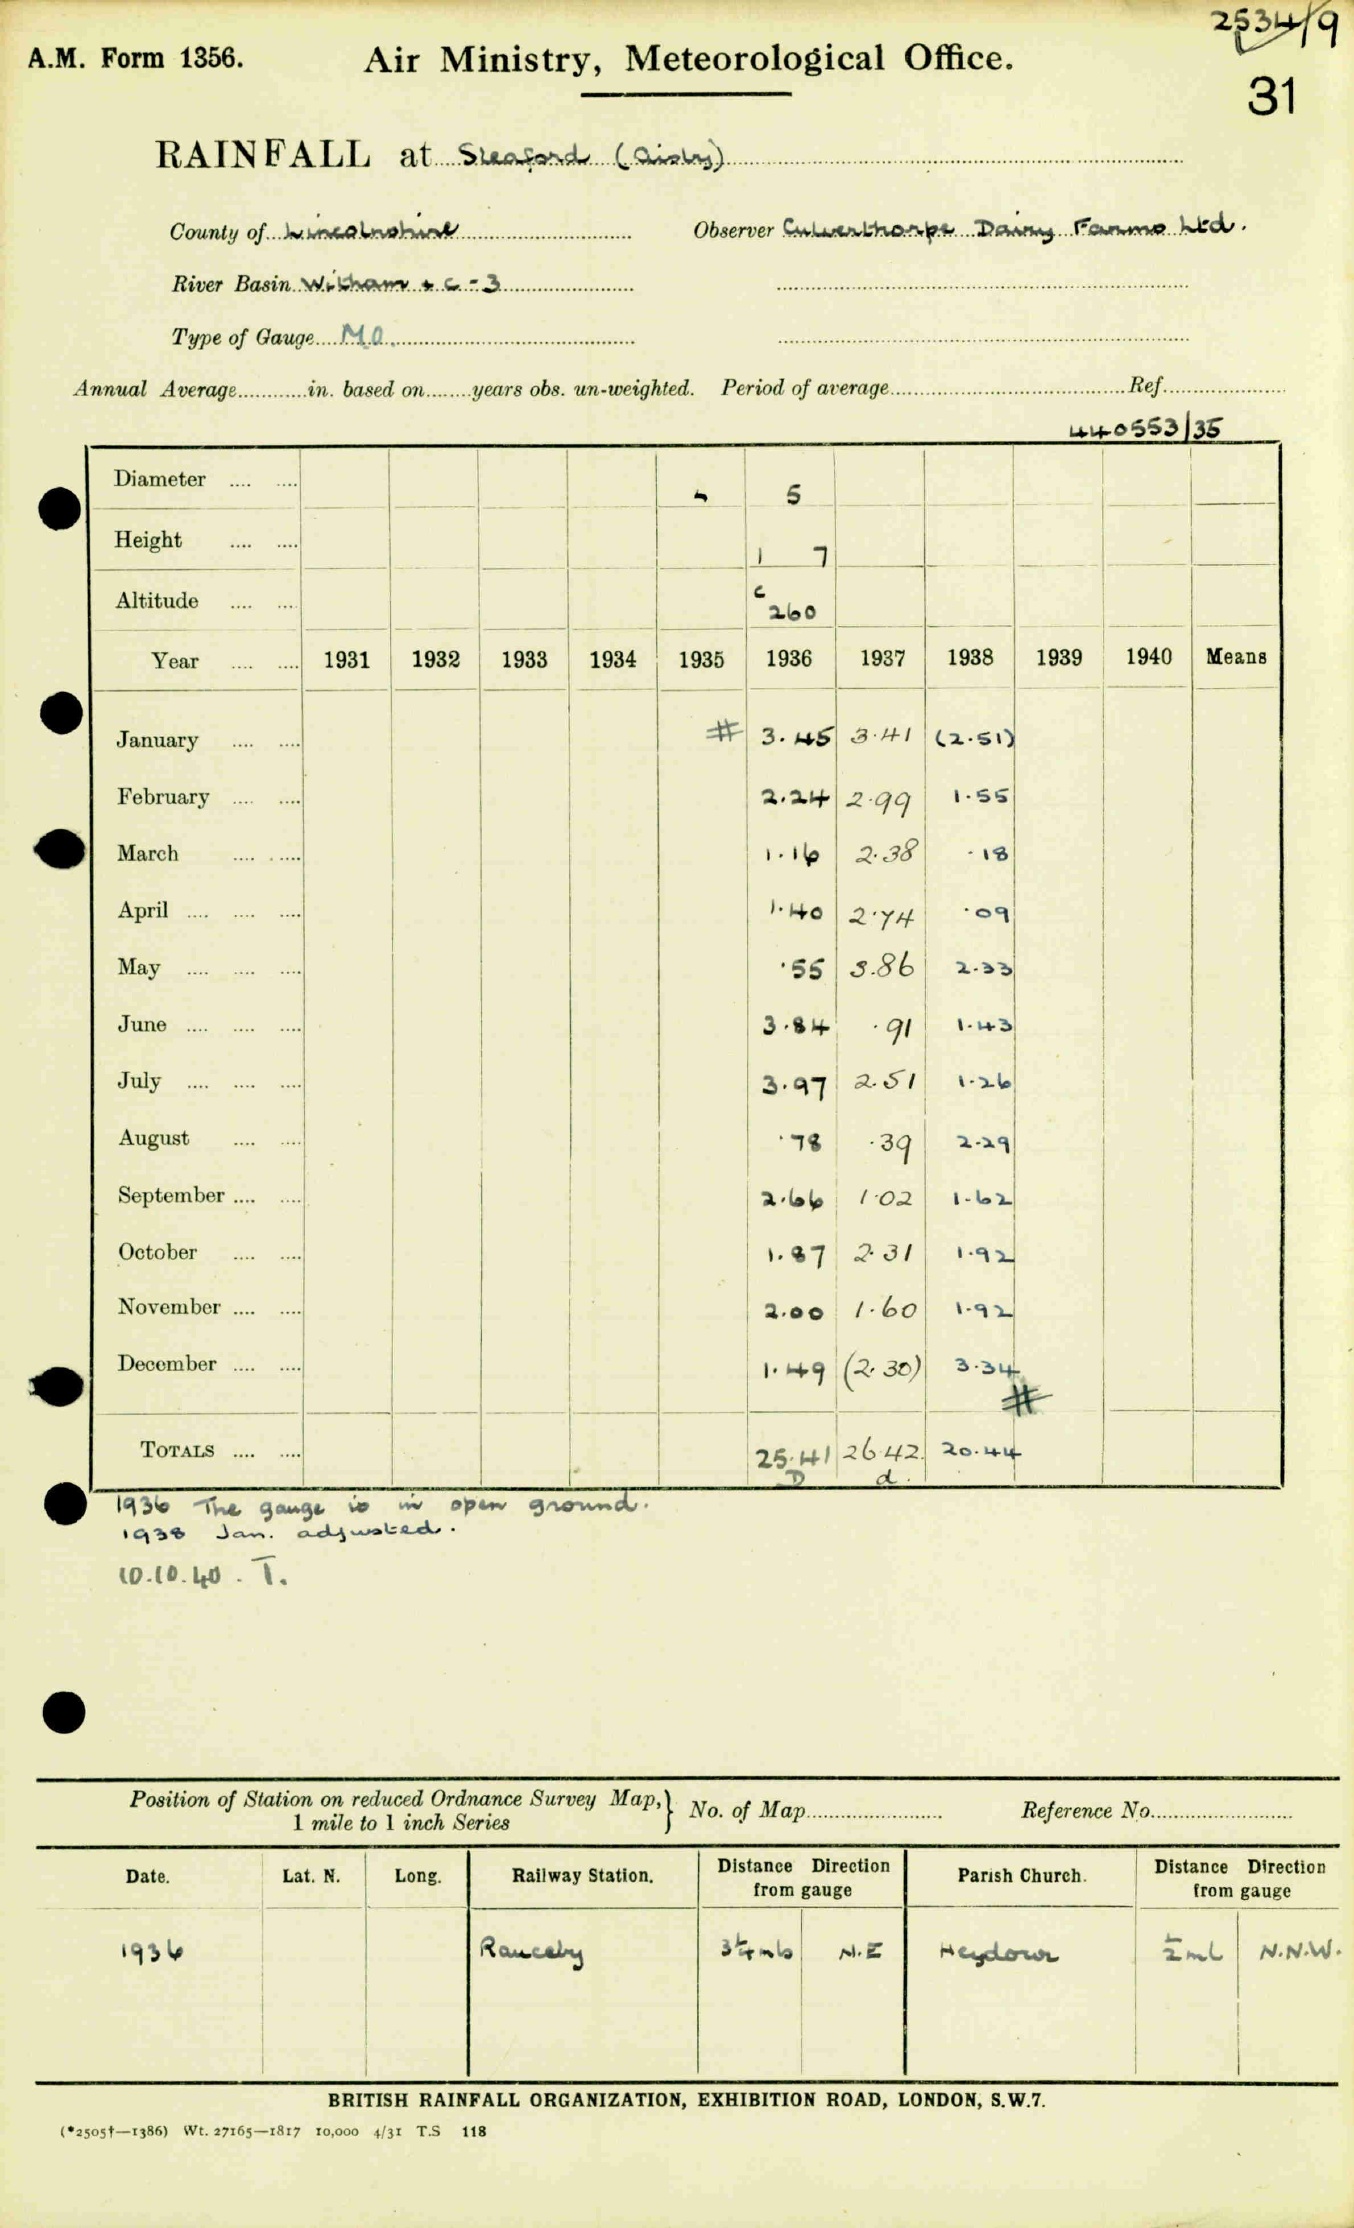 2534/9
A.M. Form 1356. Air Ministry, Meteorological Office.
31
RAINFALL at Sleaford (Aisby)
County of Lincolnshire Observer Culverthorpe Dairy Farms Ltd.
River Basin Witham & c - 3
Type of Gauge M.O.
Annual Average............in. based on........years obs. un-weighted. Period of average.......... Ref..........
440553/35
Diameter .... .... 5
Height .... .... 1 7
Altitude .... .... c 260
Year .... .... 1931 1932 1933 1934 1935 1936 1937 1938 1939 1940 Means
January .... .... # 3.45 3.41 (2.51)
February .... .... 2.24 2.99 1.55
March .... .... 1.16 2.38 .18
April .... .... .... 1.40 2.74 .09
May .... .... .... .55 3.86 2.33
June .... .... .... 3.84 .91 1.43
July .... .... .... 3.97 2.51 1.26
August .... .... .78 .39 2.29
September .... .... 2.66 1.02 1.62
October .... .... 1.87 2.31 1.92
November .... .... 2.00 1.60 1.92
December .... .... 1.49 (2.30) 3.34
#
TOTALS .... .... 25.41 26.42 20.44
D d.
1936 The gauge is in open ground.
1938 Jan. adjusted.
10.10.40. T.
Position of Station on reduced Ordnance Survey Map,} No. of Map.......... Reference No..........
1 mile to 1 inch Series
Date. Lat. N. Long. Railway Station. Distance Direction Parish Church. Distance Direction
from gauge from gauge
1936 Rauceby 3¼ mls N.E Heydour ½ ml N.N.W.
BRITISH RAINFALL ORGANIZATION, EXHIBITION ROAD, LONDON, S.W.7.
(*2505†—1386) Wt. 27165—1817 10,000 4/31 T.S 118